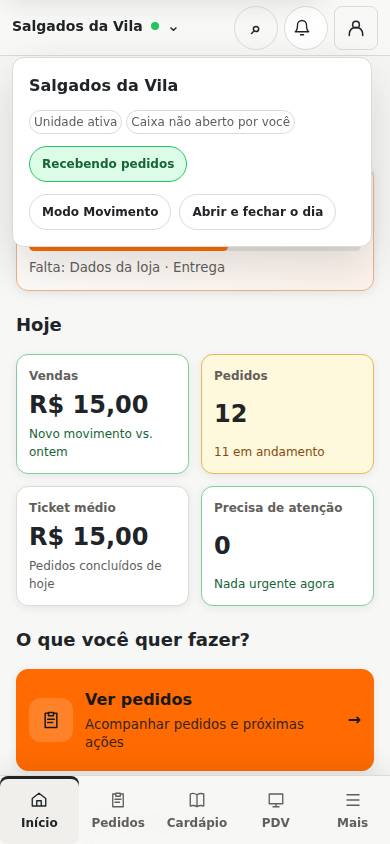 Salgados da Vila
Salgados da Vila
Unidade ativa Caixa não aberto por você
Recebendo pedidos
Modo Movimento Abrir e fechar o dia
Falta: Dados da loja · Entrega
Hoje
Vendas
R$ 15,00
Novo movimento vs.
ontem
Pedidos
12
11 em andamento
Ticket médio
R$ 15,00
Pedidos concluídos de
hoje
Precisa de atenção
0
Nada urgente agora
O que você quer fazer?
Ver pedidos
Acompanhar pedidos e próximas
ações
→
Início Pedidos Cardápio PDV Mais